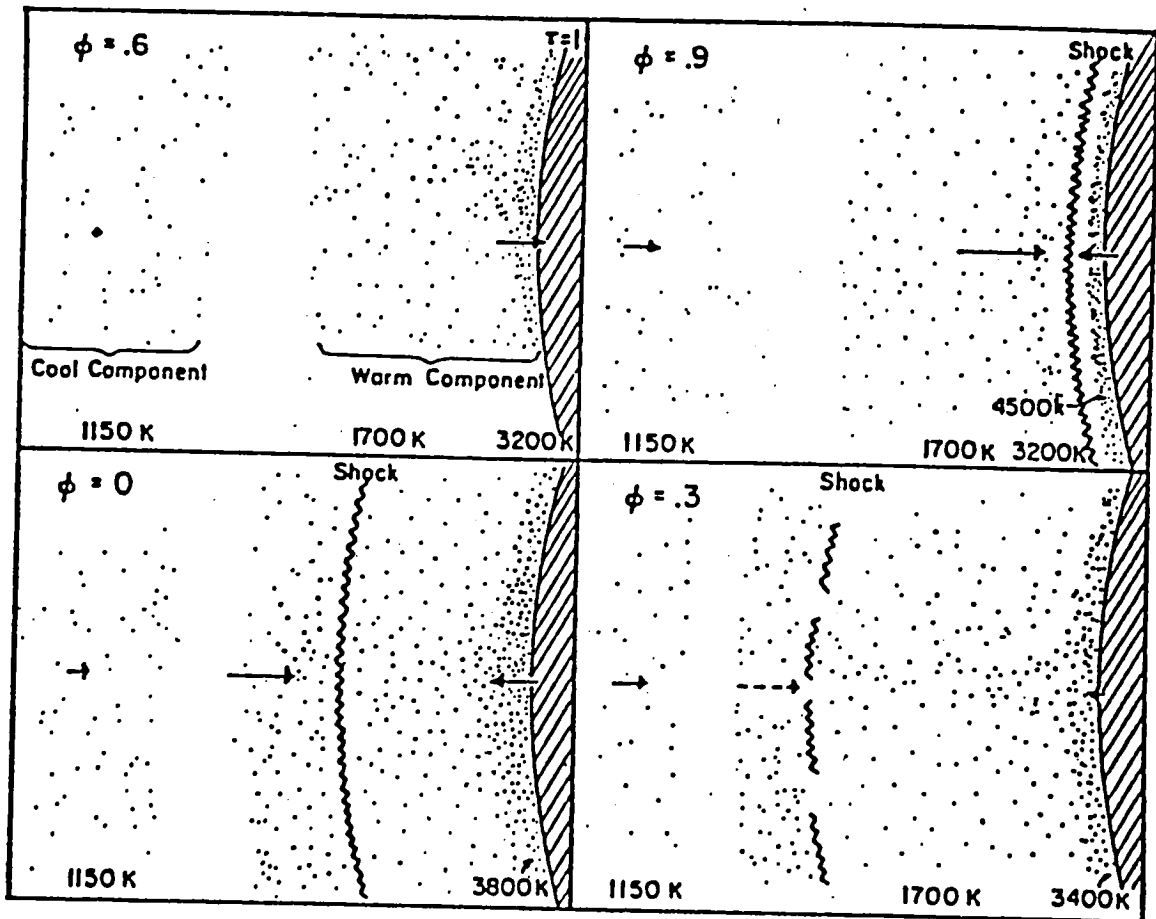 ϕ = .6
τ=1
Cool Component
Warm Component
1150 K
1700 K
3200K
ϕ = .9
Shock
4500K
1150 K
1700 K
3200K
ϕ = 0
Shock
1150 K
3800K
ϕ = .3
Shock
1150 K
1700 K
3400K